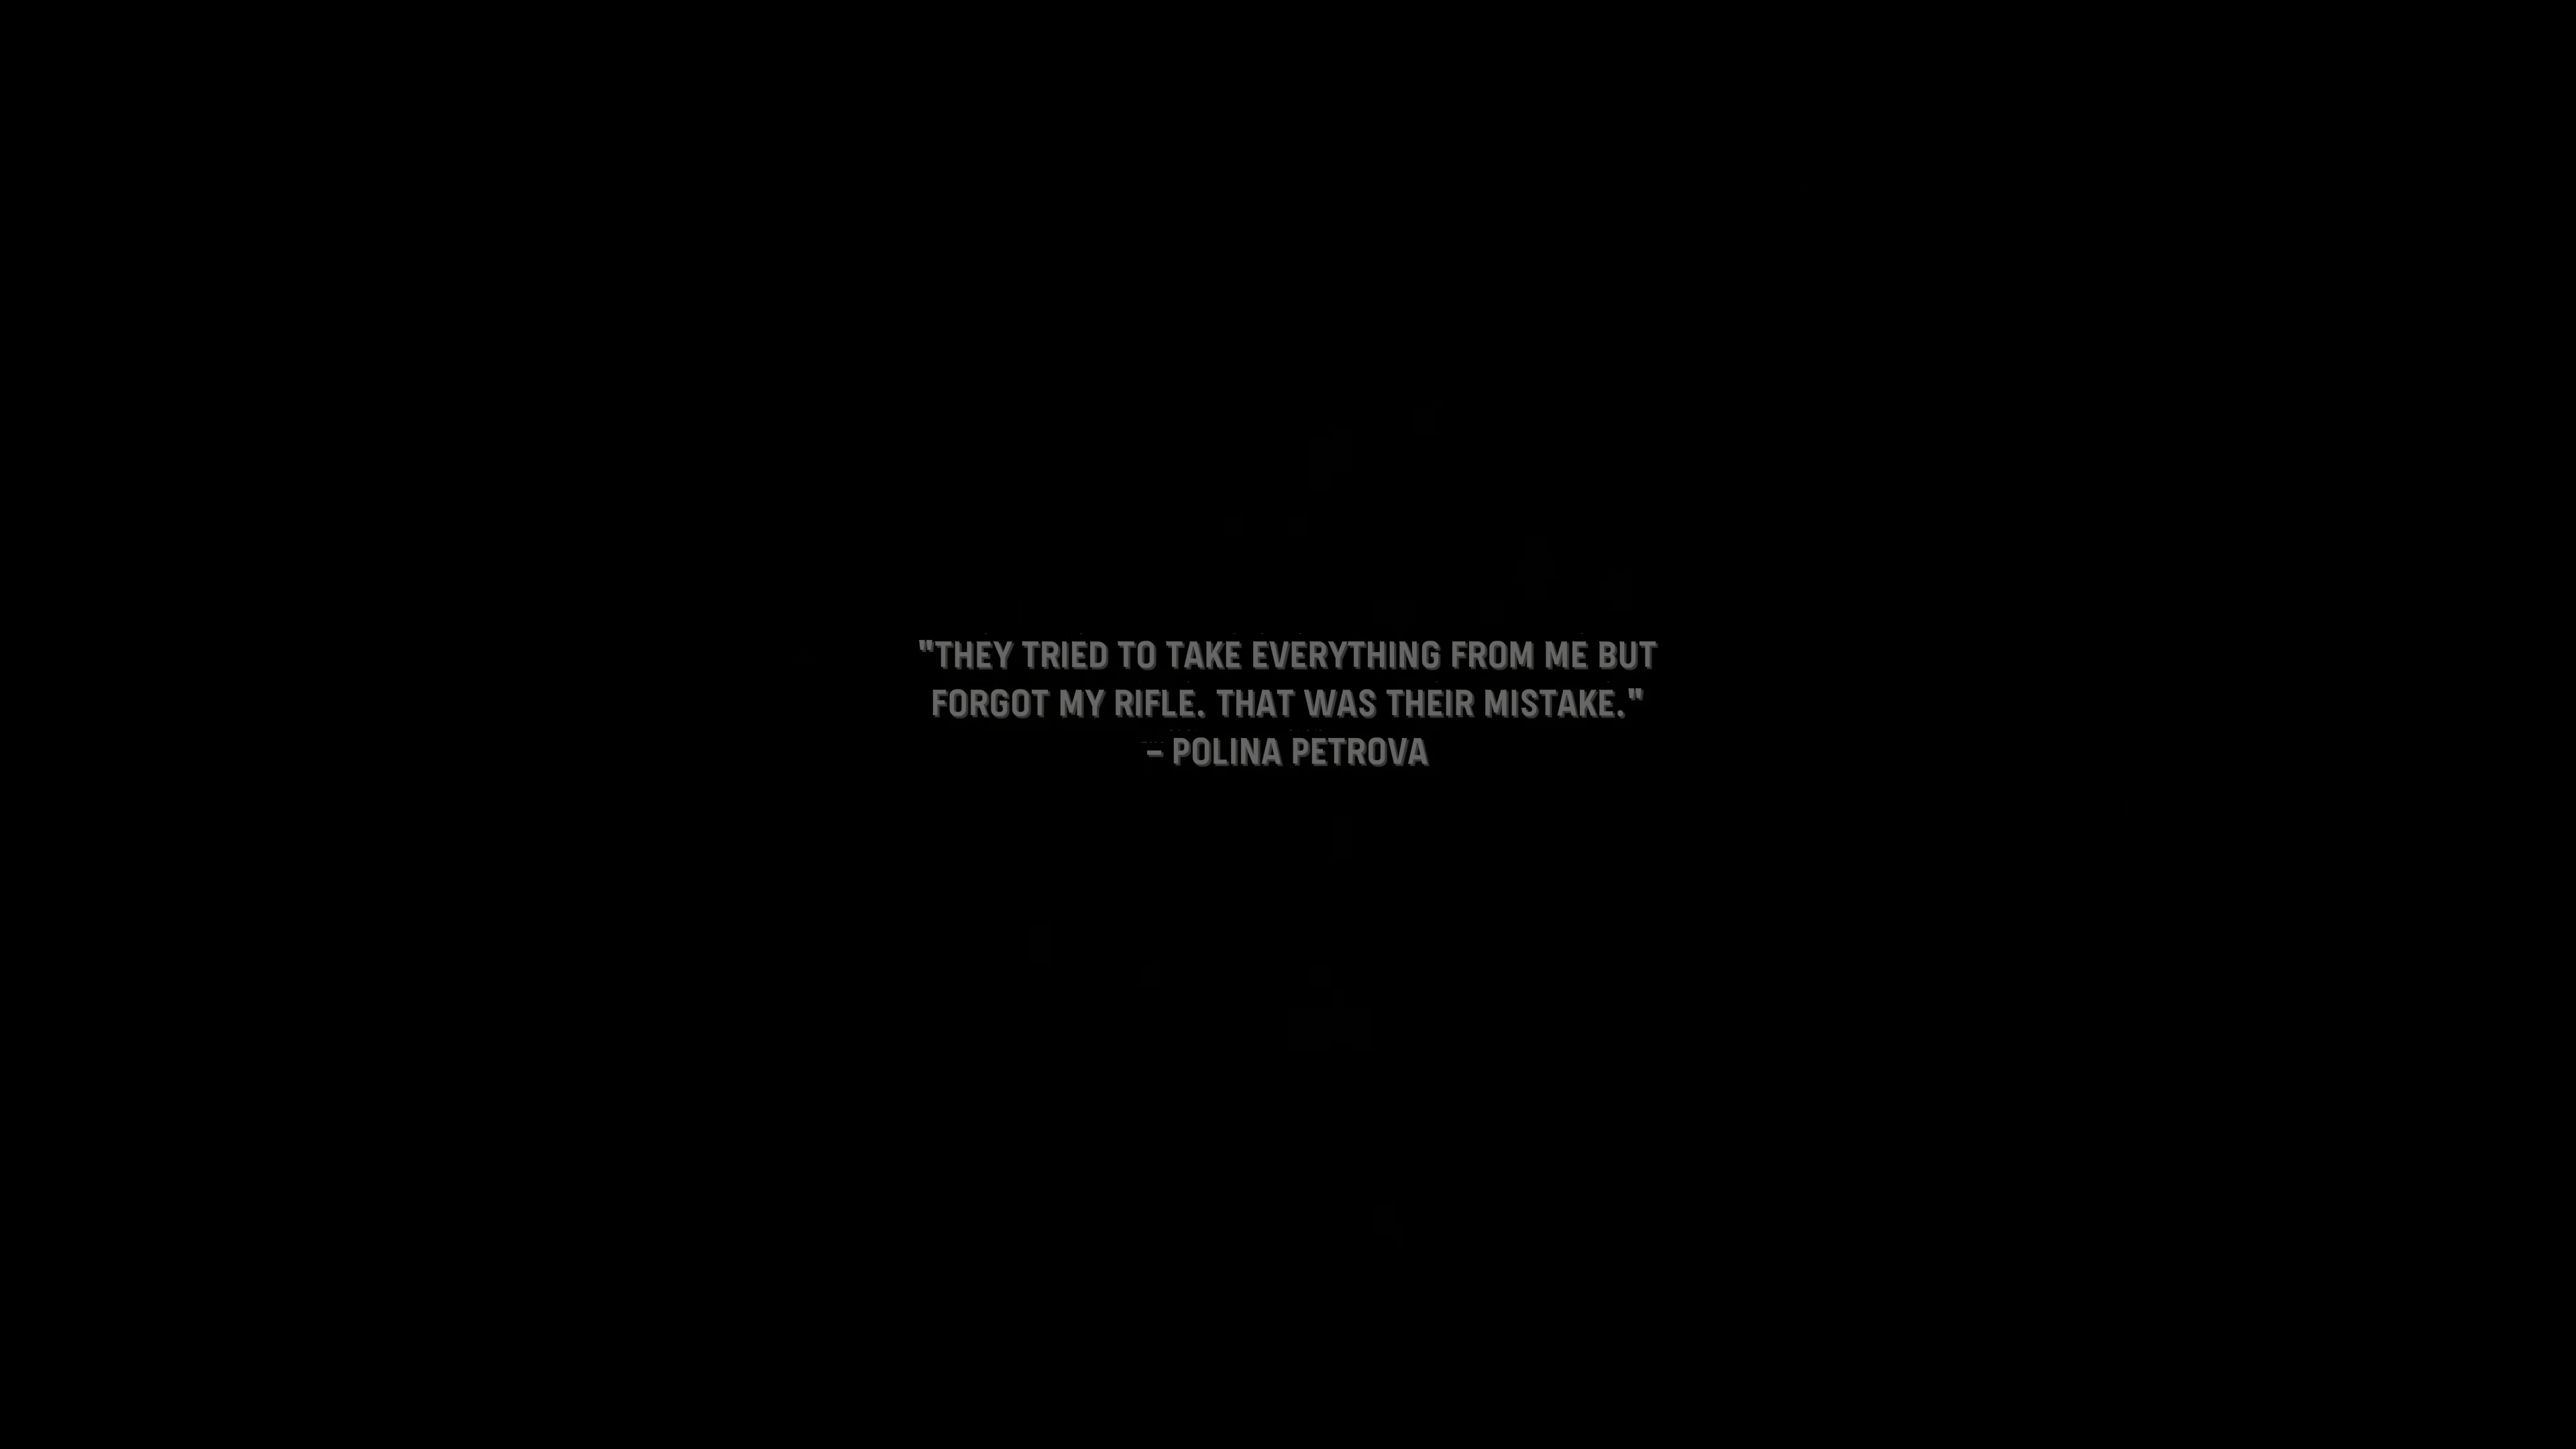 "THEY TRIED TO TAKE EVERYTHING FROM ME BUT
FORGOT MY RIFLE. THAT WAS THEIR MISTAKE."
– POLINA PETROVA